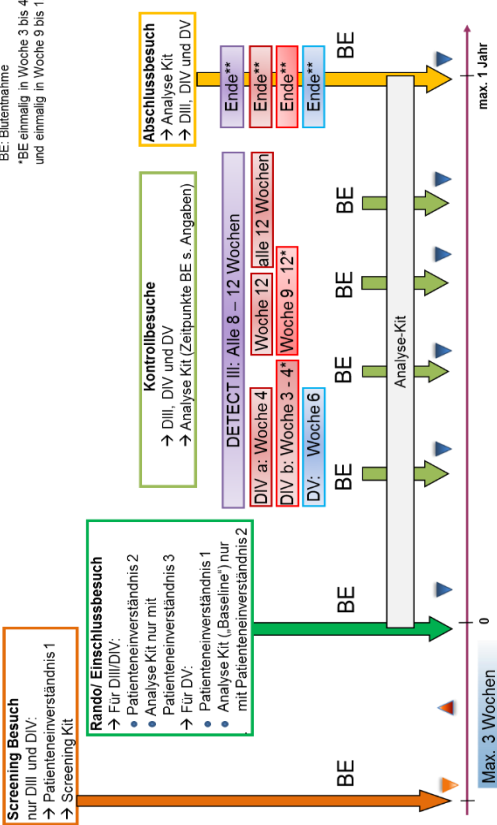 BE: Blutentnahme
*BE einmalig in Woche 3 bis 4
und einmalig in Woche 9 bis 1
Screening Besuch
nur DIII und DIV:
→ Patienteneinverständnis 1
→ Screening Kit
Rando/ Einschlussbesuch
→ Für DIII/DIV:
• Patienteneinverständnis 2
• Analyse Kit nur mit
Patienteneinverständnis 3
→ Für DV:
• Patienteneinverständnis 1
• Analyse Kit („Baseline") nur
mit Patienteneinverständnis 2
.
Kontrollbesuche
→ DIII, DIV und DV
→ Analyse Kit (Zeitpunkte BE s. Angaben)
Abschlussbesuch
→ Analyse Kit
→ DIII, DIV und DV
DETECT III: Alle 8 – 12 Wochen
Ende**
DIV a: Woche 4
Woche 12
alle 12 Wochen
Ende**
DIV b: Woche 3 - 4*
Woche 9 - 12*
Ende**
DV: Woche 6
Ende**
BE
BE
BE
BE
BE
BE
BE
Analyse-Kit
Max. 3 Wochen
0
max. 1 Jahr